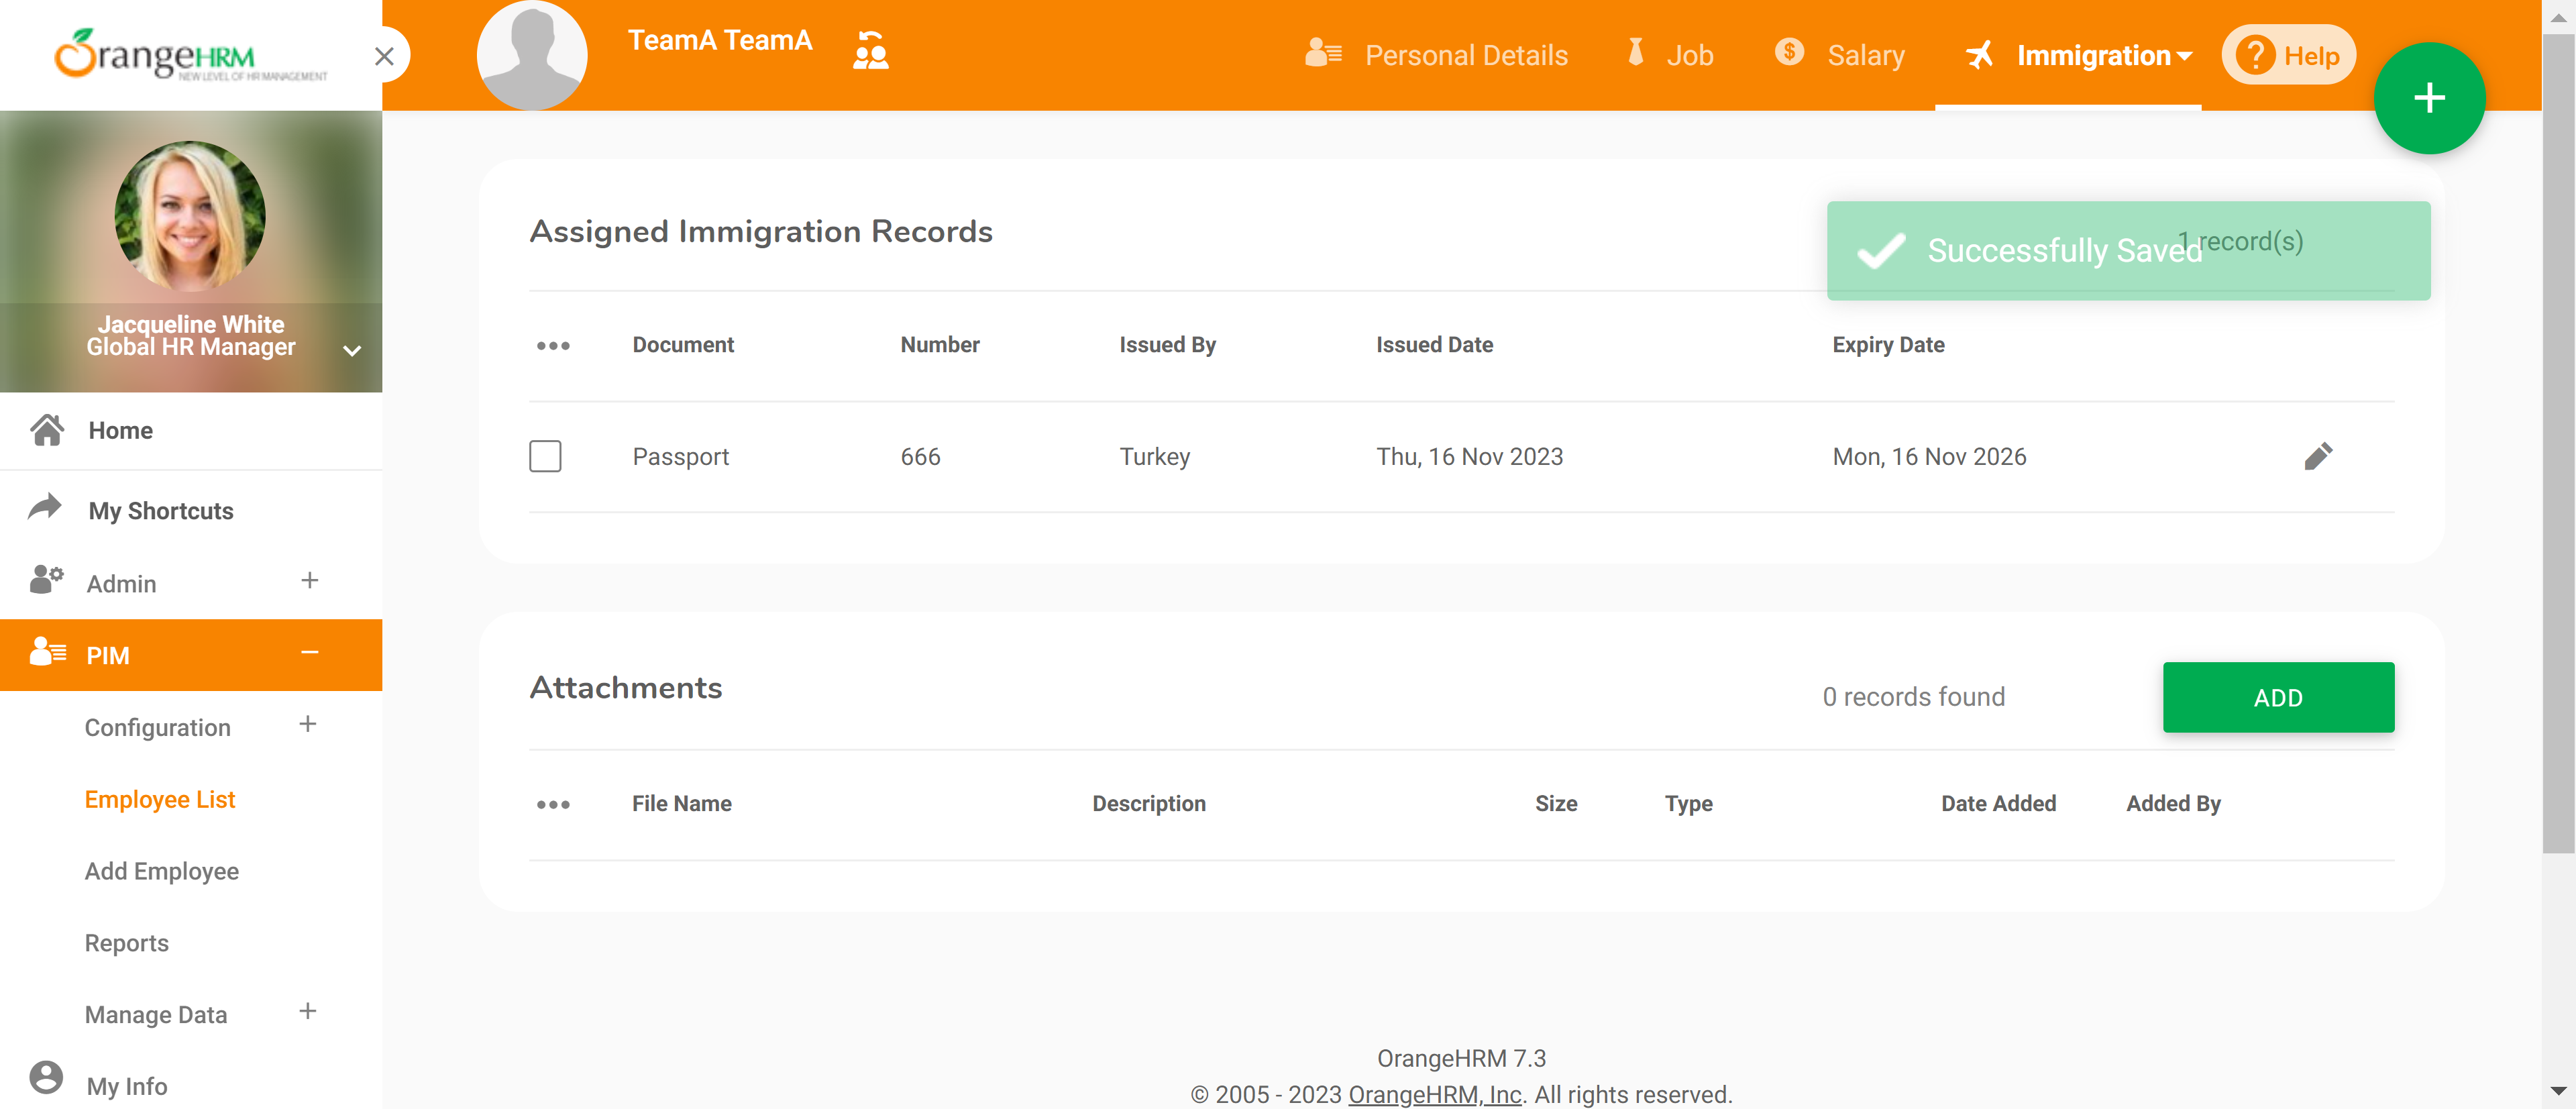 OrangeHRM
NEW LEVEL OF HR MANAGEMENT
TeamA TeamA
Personal Details
Job
Salary
Immigration
Help
Jacqueline White
Global HR Manager
Home
My Shortcuts
Admin
PIM
Configuration
Employee List
Add Employee
Reports
Manage Data
My Info
Assigned Immigration Records
Successfully Saved
1 record(s)
Document Number Issued By Issued Date Expiry Date
Passport 666 Turkey Thu, 16 Nov 2023 Mon, 16 Nov 2026
Attachments
0 records found
ADD
File Name Description Size Type Date Added Added By
OrangeHRM 7.3
© 2005 - 2023 OrangeHRM, Inc. All rights reserved.